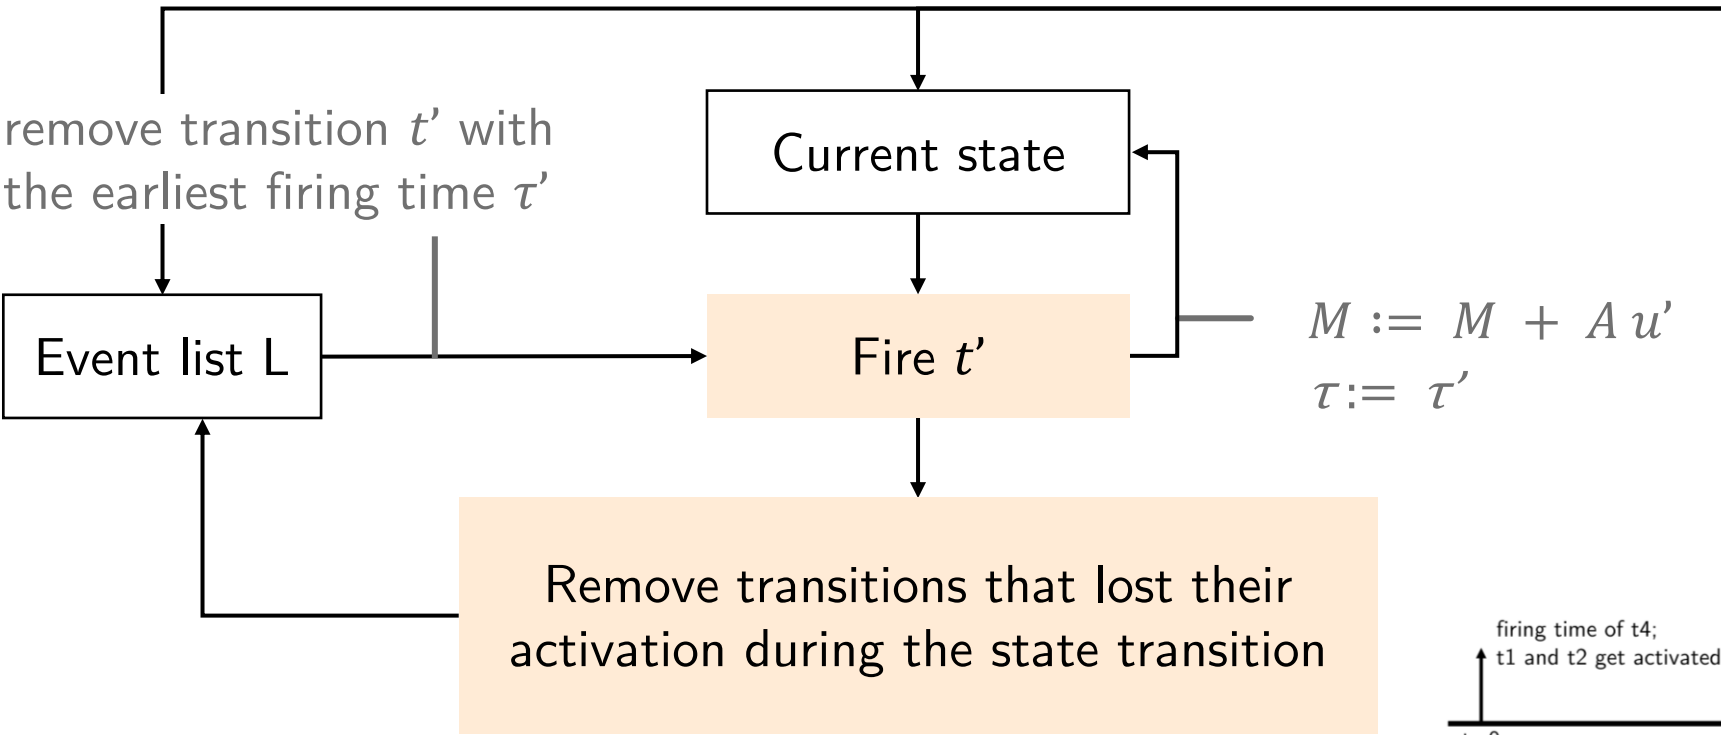 remove transition t’ with
the earliest firing time τ’
Current state
Event list L
Fire t’
M := M + A u’
τ := τ’
Remove transitions that lost their
activation during the state transition
firing time of t4;
t1 and t2 get activated